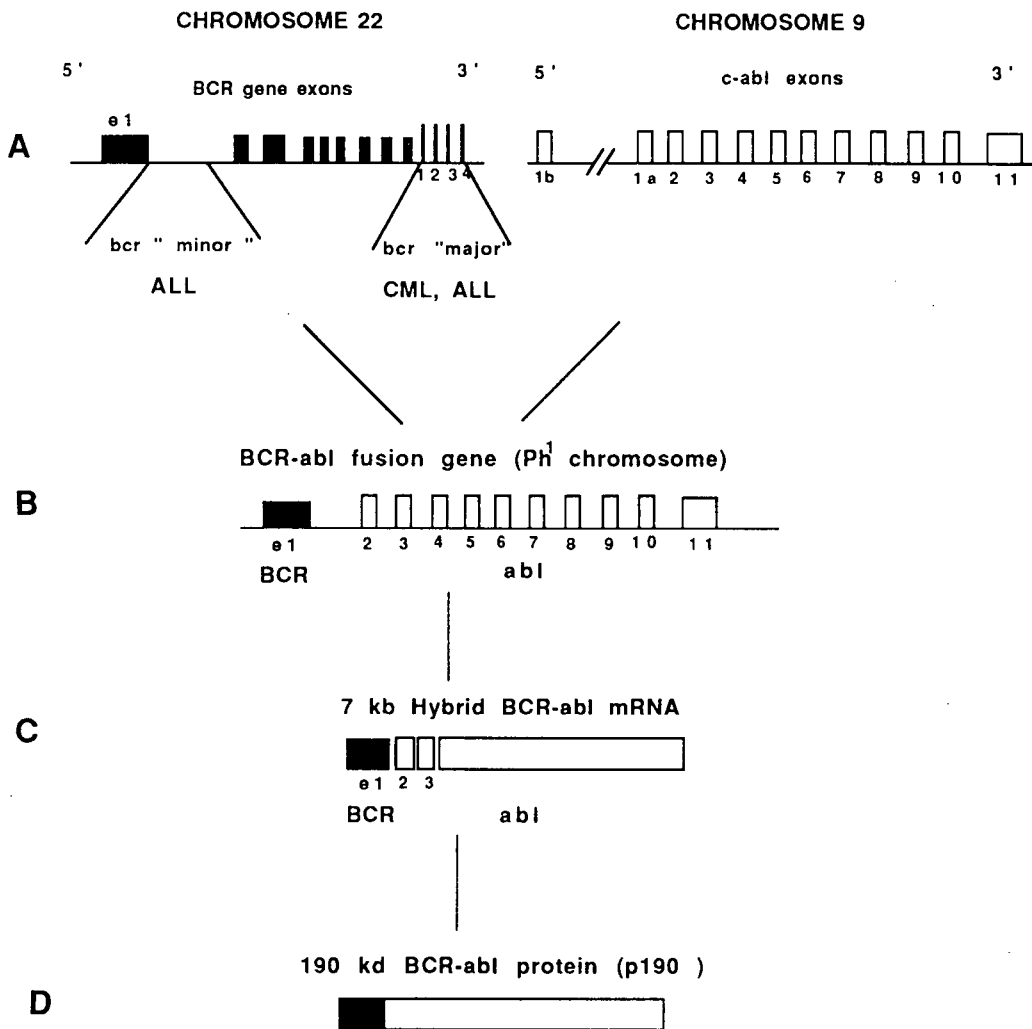 CHROMOSOME 22 CHROMOSOME 9
5' 3' 5' 3'
BCR gene exons c-abl exons
e1
A
1 2 3 4 1b 1a 2 3 4 5 6 7 8 9 10 11
bcr " minor " bcr "major"
ALL CML, ALL
BCR-abl fusion gene (Ph1 chromosome)
B
e1 2 3 4 5 6 7 8 9 10 11
BCR abl
7 kb Hybrid BCR-abl mRNA
C
e1 2 3
BCR abl
190 kd BCR-abl protein (p190 )
D